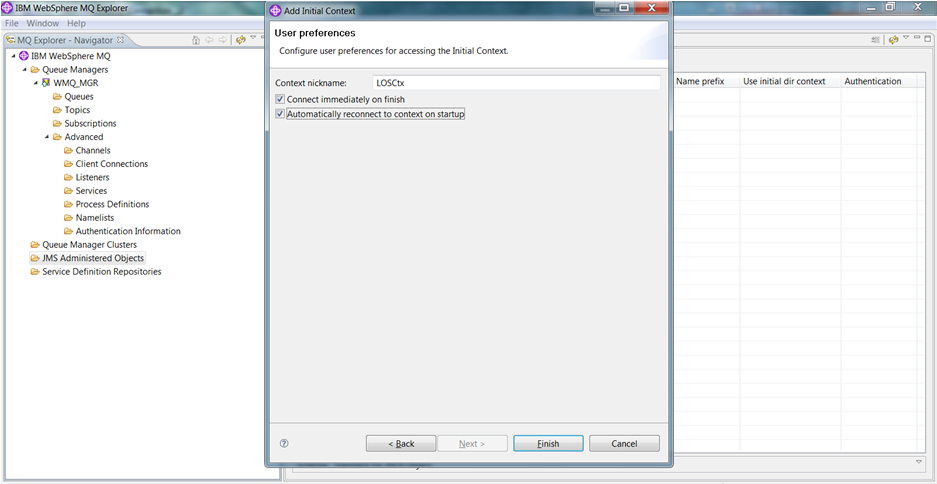 IBM WebSphere MQ Explorer
File Window Help
MQ Explorer - Navigator
IBM WebSphere MQ
Queue Managers
WMQ_MGR
Queues
Topics
Subscriptions
Advanced
Channels
Client Connections
Listeners
Services
Process Definitions
Namelists
Authentication Information
Queue Manager Clusters
JMS Administered Objects
Service Definition Repositories
Add Initial Context
User preferences
Configure user preferences for accessing the Initial Context.
Context nickname: LOSCtx
Connect immediately on finish
Automatically reconnect to context on startup
< Back Next > Finish Cancel
Name prefix Use initial dir context Authentication